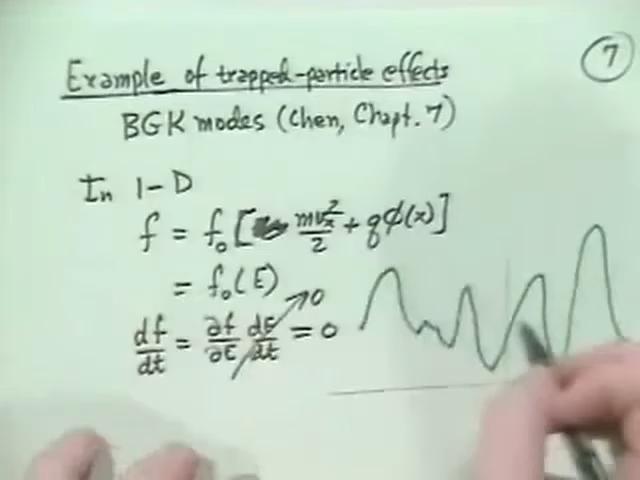 7
Example of trapped-particle effects
BGK modes (Chen, Chapt. 7)
In 1-D
f = f₀[ mvₓ²/2 + qϕ(x)]
= f₀(E)
df/dt = ∂f/∂E dE/dt → 0 = 0